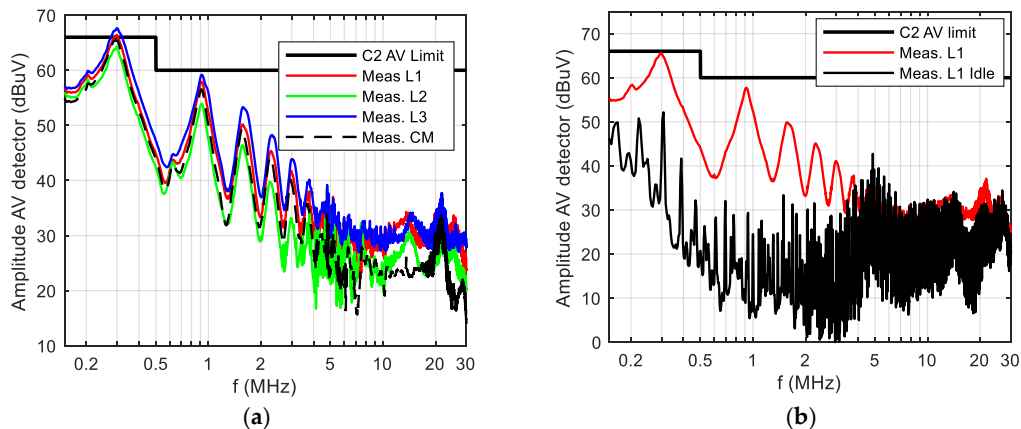 70
60
50
40
30
20
10
Amplitude AV detector (dBuV)
0.2
0.5
1
2
5
10
20
30
f (MHz)
C2 AV Limit
Meas L1
Meas. L2
Meas. L3
Meas. CM
(a)
70
60
50
40
30
20
10
0
Amplitude AV detector (dBuV)
0.2
0.5
1
2
5
10
20
30
f (MHz)
C2 AV limit
Meas. L1
Meas. L1 Idle
(b)